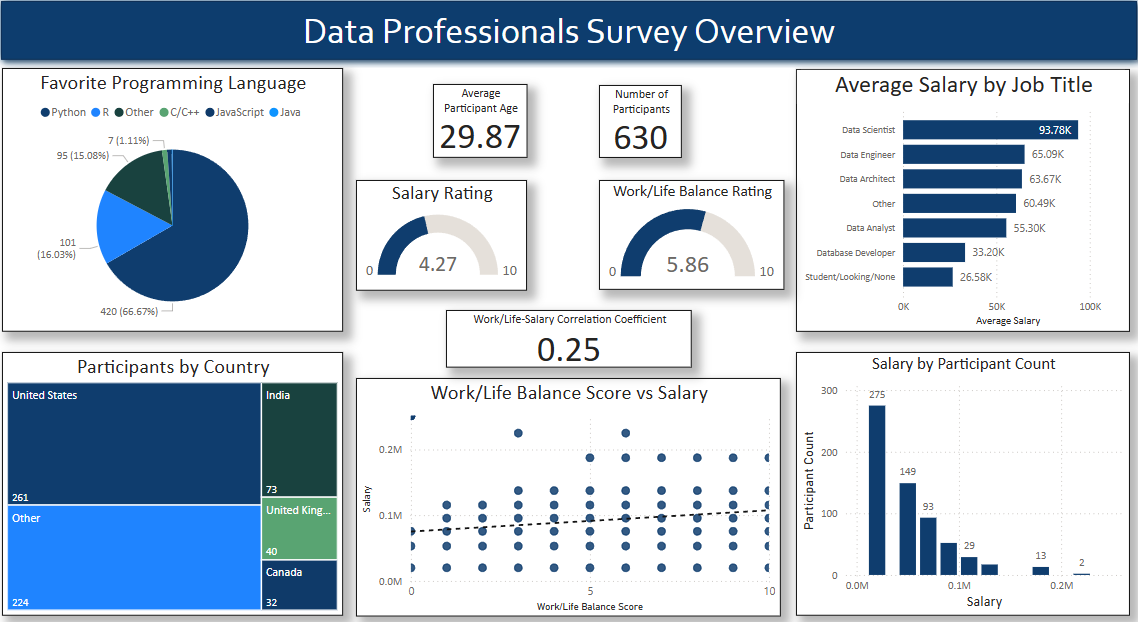 Data Professionals Survey Overview
Favorite Programming Language
Python R Other C/C++ JavaScript Java
7 (1.11%)
95 (15.08%)
101
(16.03%)
420 (66.67%)
Average
Participant Age
29.87
Number of
Participants
630
Salary Rating
0
4.27
10
Work/Life Balance Rating
0
5.86
10
Work/Life-Salary Correlation Coefficient
0.25
Average Salary by Job Title
Data Scientist 93.78K
Data Engineer 65.09K
Data Architect 63.67K
Other 60.49K
Data Analyst 55.30K
Database Developer 33.20K
Student/Looking/None 26.58K
0K 50K 100K
Average Salary
Participants by Country
United States
261
Other
224
India
73
United King...
40
Canada
32
Work/Life Balance Score vs Salary
0.2M
0.1M
0.0M
Salary
0 5 10
Work/Life Balance Score
Salary by Participant Count
300
200
100
0
Participant Count
275
149
93
29
13
2
0.0M 0.1M 0.2M
Salary